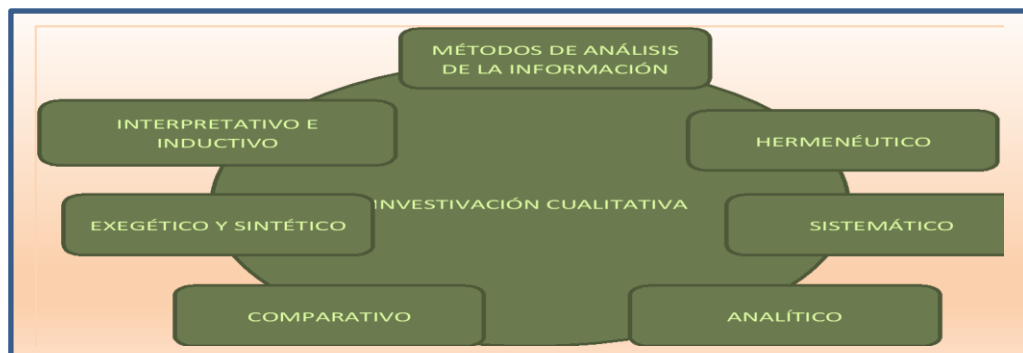 MÉTODOS DE ANÁLISIS
DE LA INFORMACIÓN
INTERPRETATIVO E
INDUCTIVO
HERMENÉUTICO
INVESTIVACIÓN CUALITATIVA
EXEGÉTICO Y SINTÉTICO
SISTEMÁTICO
COMPARATIVO
ANALÍTICO